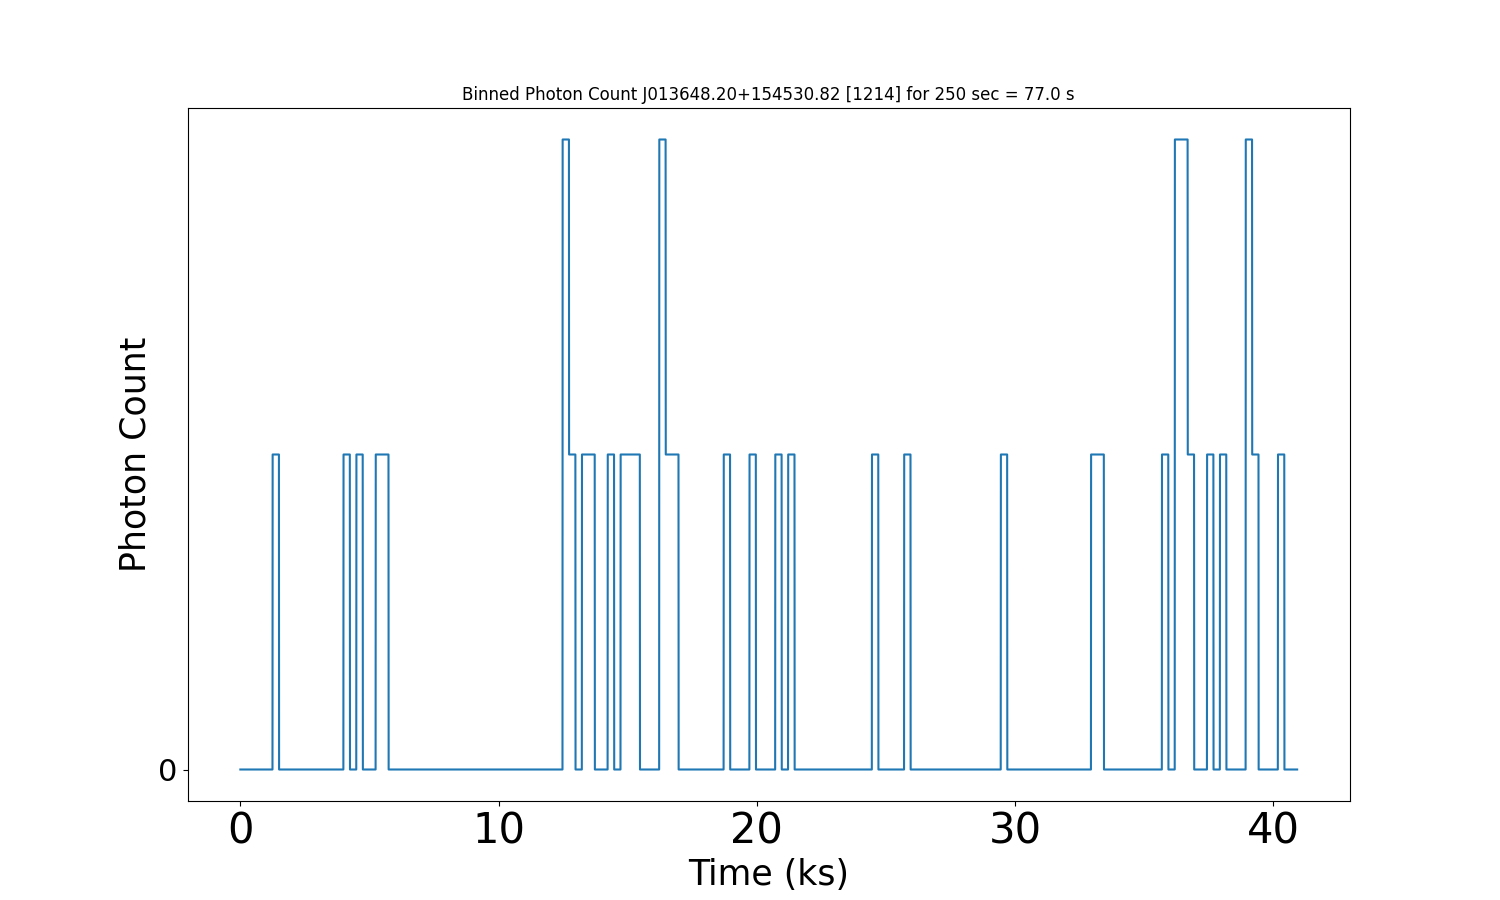 Binned Photon Count J013648.20+154530.82 [1214] for 250 sec = 77.0 s
Photon Count
0
0 10 20 30 40
Time (ks)